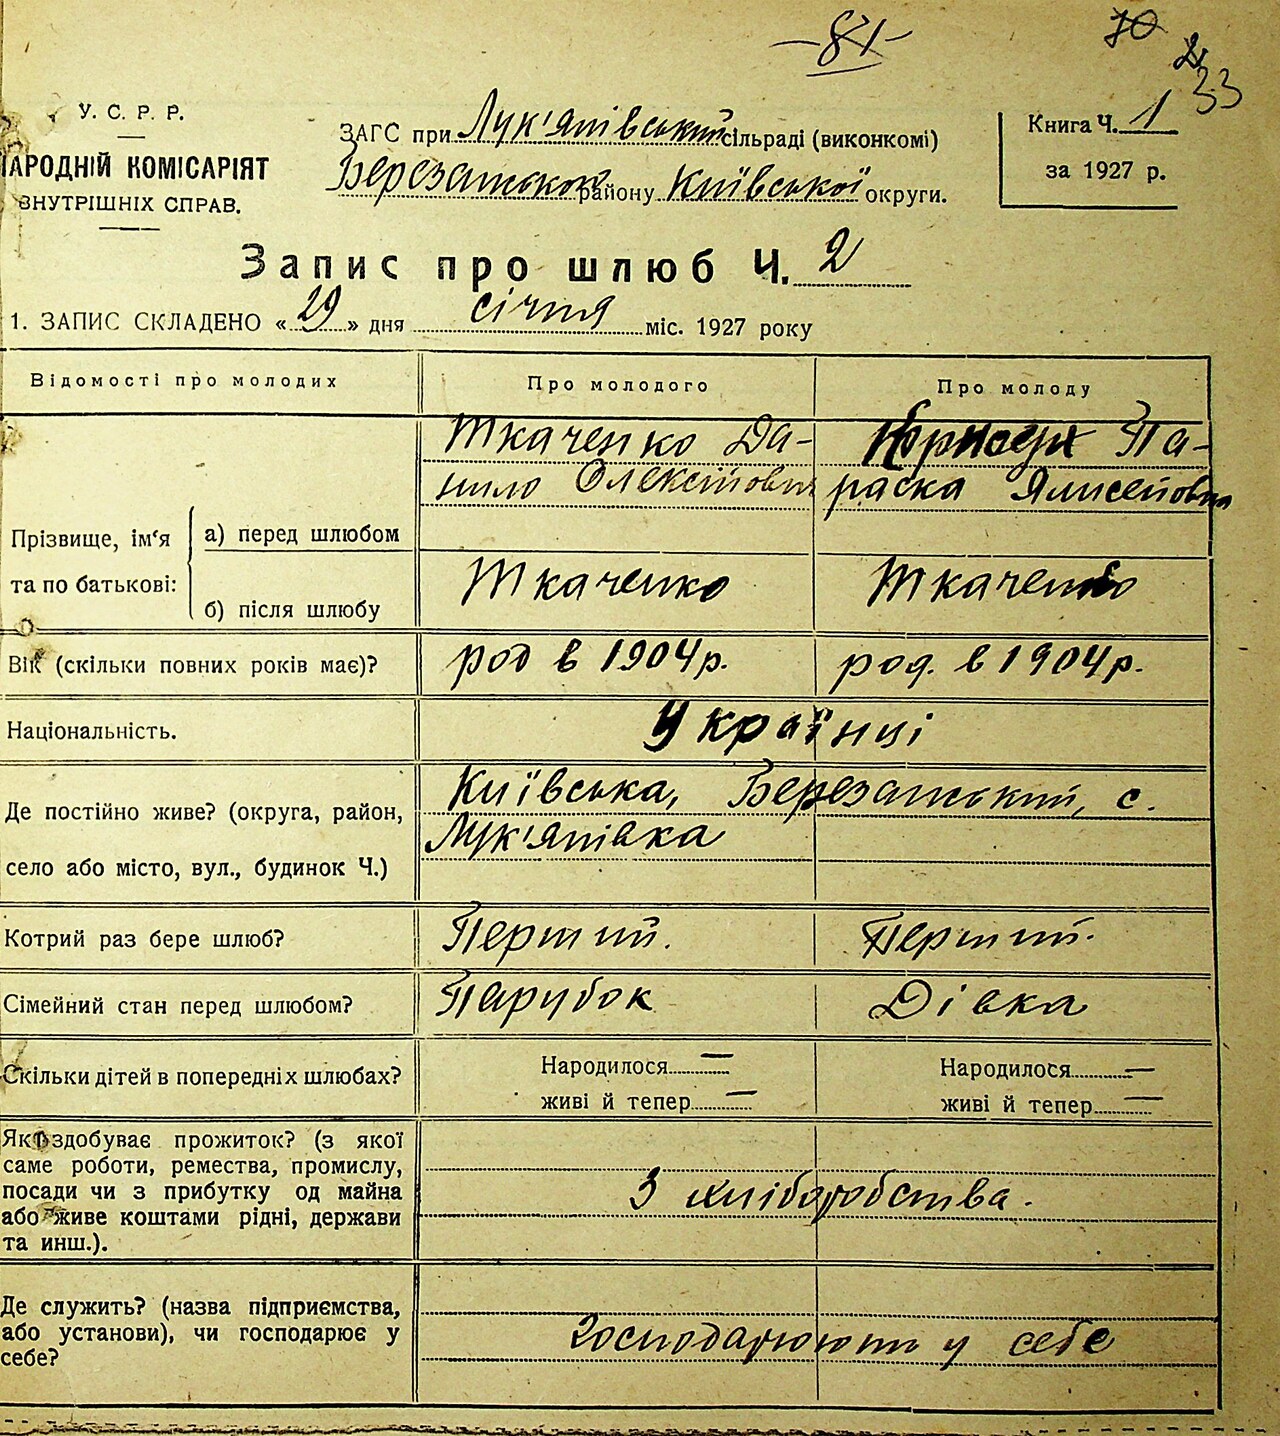 -81-
70
33
У. С. Р. Р.
НАРОДНІЙ КОМІСАРІЯТ
ВНУТРІШНІХ СПРАВ.
ЗАГС при Лук'янівський сільраді (виконкомі)
Березанського району Київської округи.
Книга Ч. 1
за 1927 р.
Запис про шлюб Ч. 2
1. ЗАПИС СКЛАДЕНО «29» дня січня міс. 1927 року
Відомості про молодих
Про молодого
Про молоду
Прізвище, ім‘я
та по батькові:
а) перед шлюбом
Ткаченко Да-
нило Олексійович
Па-
раска
б) після шлюбу
Ткаченко
Ткаченко
Вік (скільки повних років має)?
род в 1904 р.
род. в 1904 р.
Національність.
Українці
Де постійно живе? (округа, район,
село або місто, вул., будинок Ч.)
Київська, Березанський, с.
Лук'янівка
Котрий раз бере шлюб?
Перший.
Перший.
Сімейний стан перед шлюбом?
Парубок
Дівка
Скільки дітей в попередніх шлюбах?
Народилося —
живі й тепер —
Народилося —
живі й тепер —
Як здобуває прожиток? (з якої
саме роботи, ремества, промислу,
посади чи з прибутку од майна
або живе коштами рідні, держави
та инш.).
З хліборобства.
Де служить? (назва підприємства,
або установи), чи господарює у
себе?
Господарюють у себе